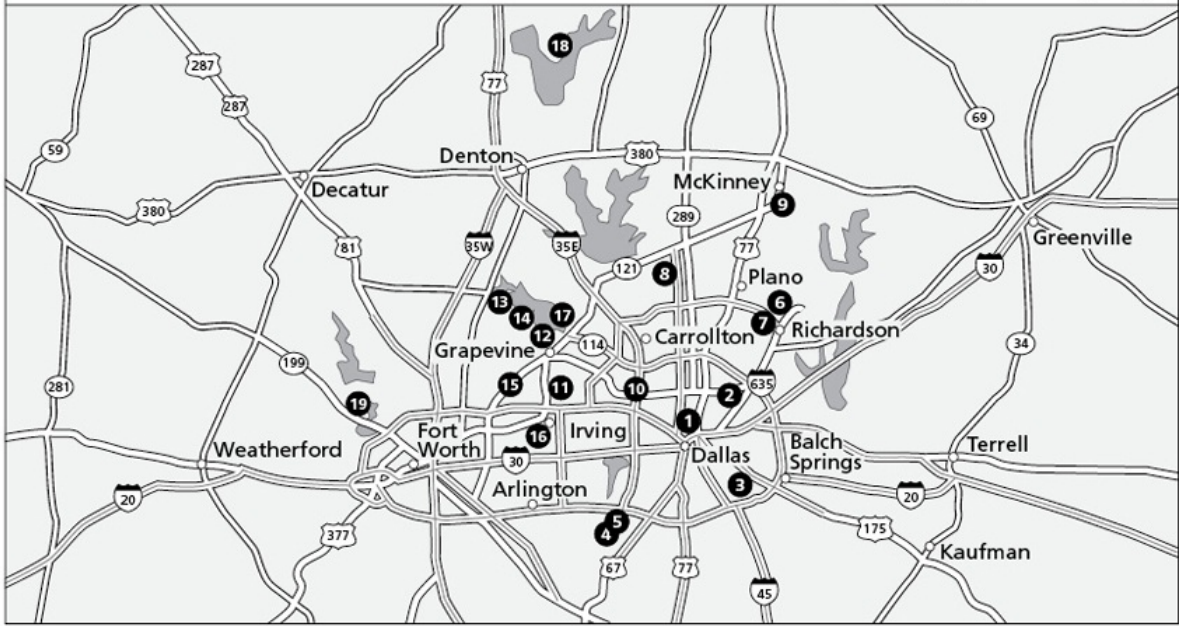 18
287
77
287
69
59
Denton
380
McKinney
Decatur
9
380
289
Greenville
81
35W
35E
77
30
121
8
Plano
13
6
14
17
7
Richardson
12
Carrollton
34
Grapevine
114
199
15
11
10
635
281
2
19
1
Fort
Worth
16
Irving
Balch
Springs
Terrell
Weatherford
30
Dallas
3
Arlington
20
20
5
4
377
175
Kaufman
67
77
45